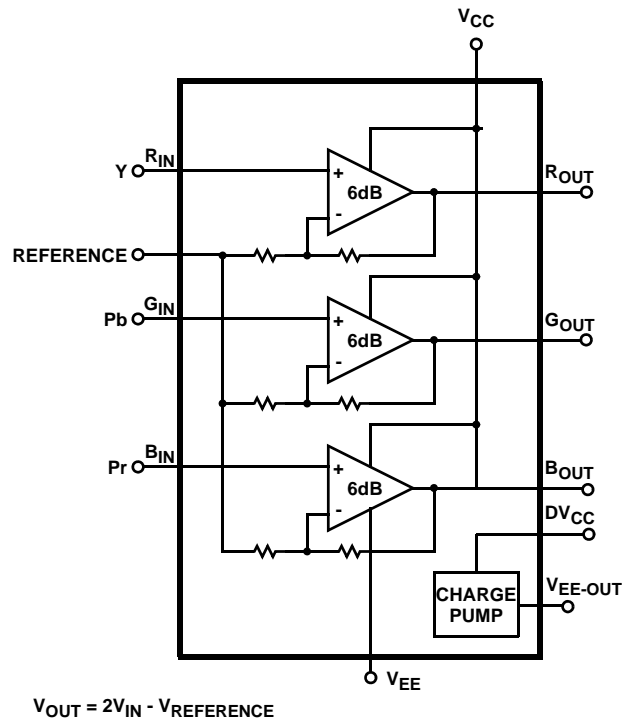 VCC
Y
RIN
+
6dB
-
ROUT
REFERENCE
Pb
GIN
+
6dB
-
GOUT
Pr
BIN
+
6dB
-
BOUT
DVCC
CHARGE
PUMP
VEE-OUT
VEE
VOUT = 2VIN - VREFERENCE